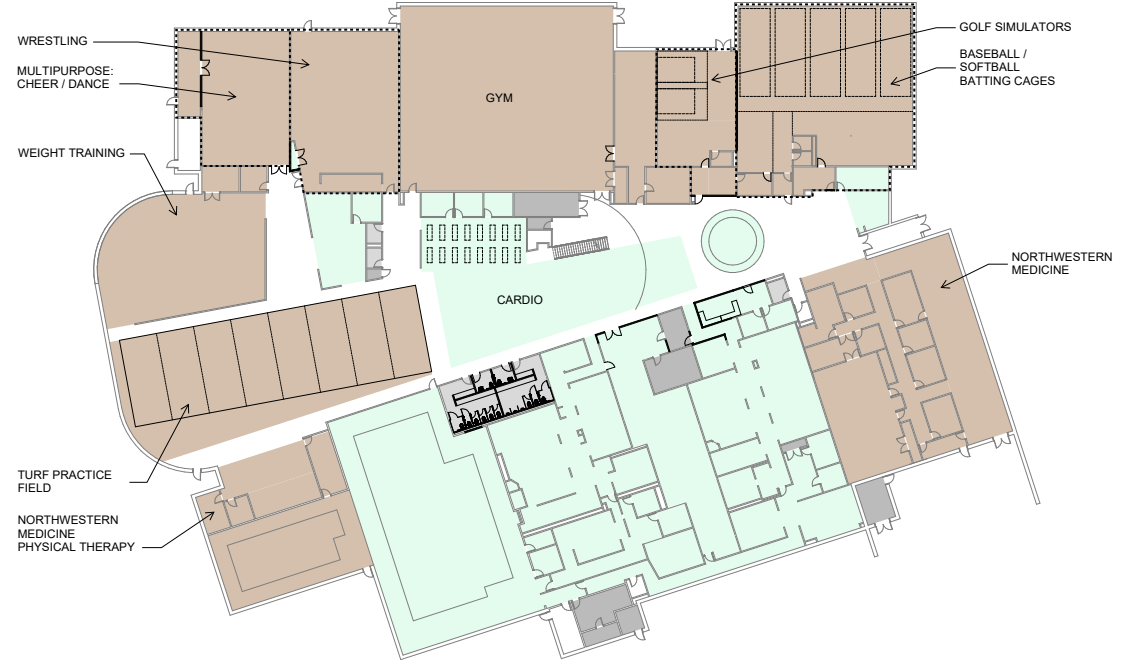 WRESTLING
MULTIPURPOSE:
CHEER / DANCE
WEIGHT TRAINING
GYM
GOLF SIMULATORS
BASEBALL /
SOFTBALL
BATTING CAGES
NORTHWESTERN
MEDICINE
CARDIO
TURF PRACTICE
FIELD
NORTHWESTERN
MEDICINE
PHYSICAL THERAPY